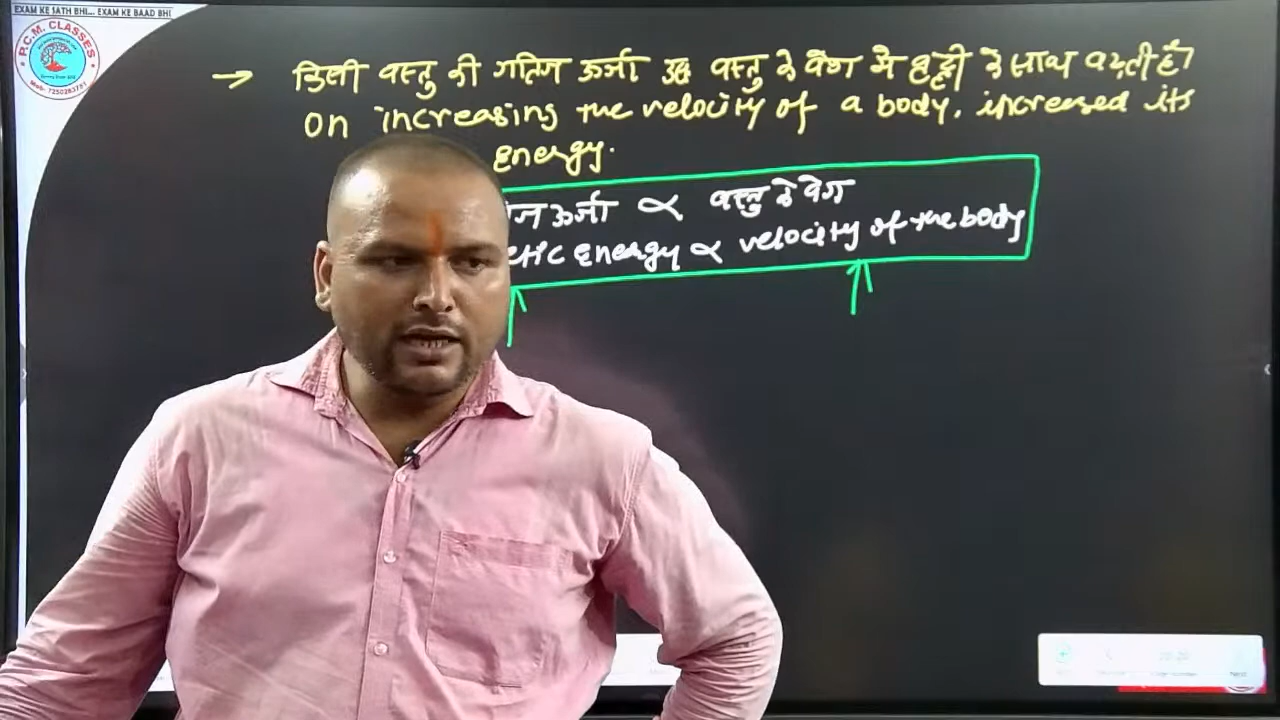 EXAM KE SATH BHI... EXAM KE BAAD BHI
P.C.M. CLASSES
→ किसी वस्तु की गतिज ऊर्जा उस वस्तु के वेग में वृद्धि के साथ बढ़ती है।
On increasing the velocity of a body, increased its
energy.
ऊर्जा ∝ वस्तु के वेग
etic energy ∝ velocity of the body